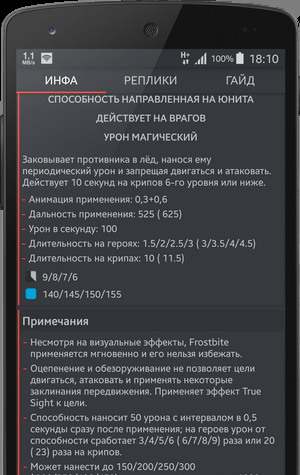 1.1
MB/s
H+
100%
18:10
ИНФА
РЕПЛИКИ
ГАЙД
СПОСОБНОСТЬ НАПРАВЛЕННАЯ НА ЮНИТА
ДЕЙСТВУЕТ НА ВРАГОВ
УРОН МАГИЧЕСКИЙ
Заковывает противника в лёд, нанося ему
периодический урон и запрещая двигаться и атаковать.
Действует 10 секунд на крипов 6-го уровня или ниже.
- Анимация применения: 0,3+0,6
- Дальность применения: 525 ( 625)
- Урон в секунду: 100
- Длительность на героях: 1.5/2/2.5/3 ( 3/3.5/4/4.5)
- Длительность на крипах: 10 ( 11.5)
9/8/7/6
140/145/150/155
Примечания
- Несмотря на визуальные эффекты, Frostbite
применяется мгновенно и его нельзя избежать.
- Оцепенение и обезоруживание не позволяет цели
двигаться, атаковать и применять некоторые
заклинания передвижения. Применяет эффект True
Sight к цели.
- Способность наносит 50 урона с интервалом в 0,5
секунды сразу после применения; на героях урон от
способности сработает 3/4/5/6 ( 6/7/8/9) раза или 20
( 23) раза на крипов.
- Может нанести до 150/200/250/300